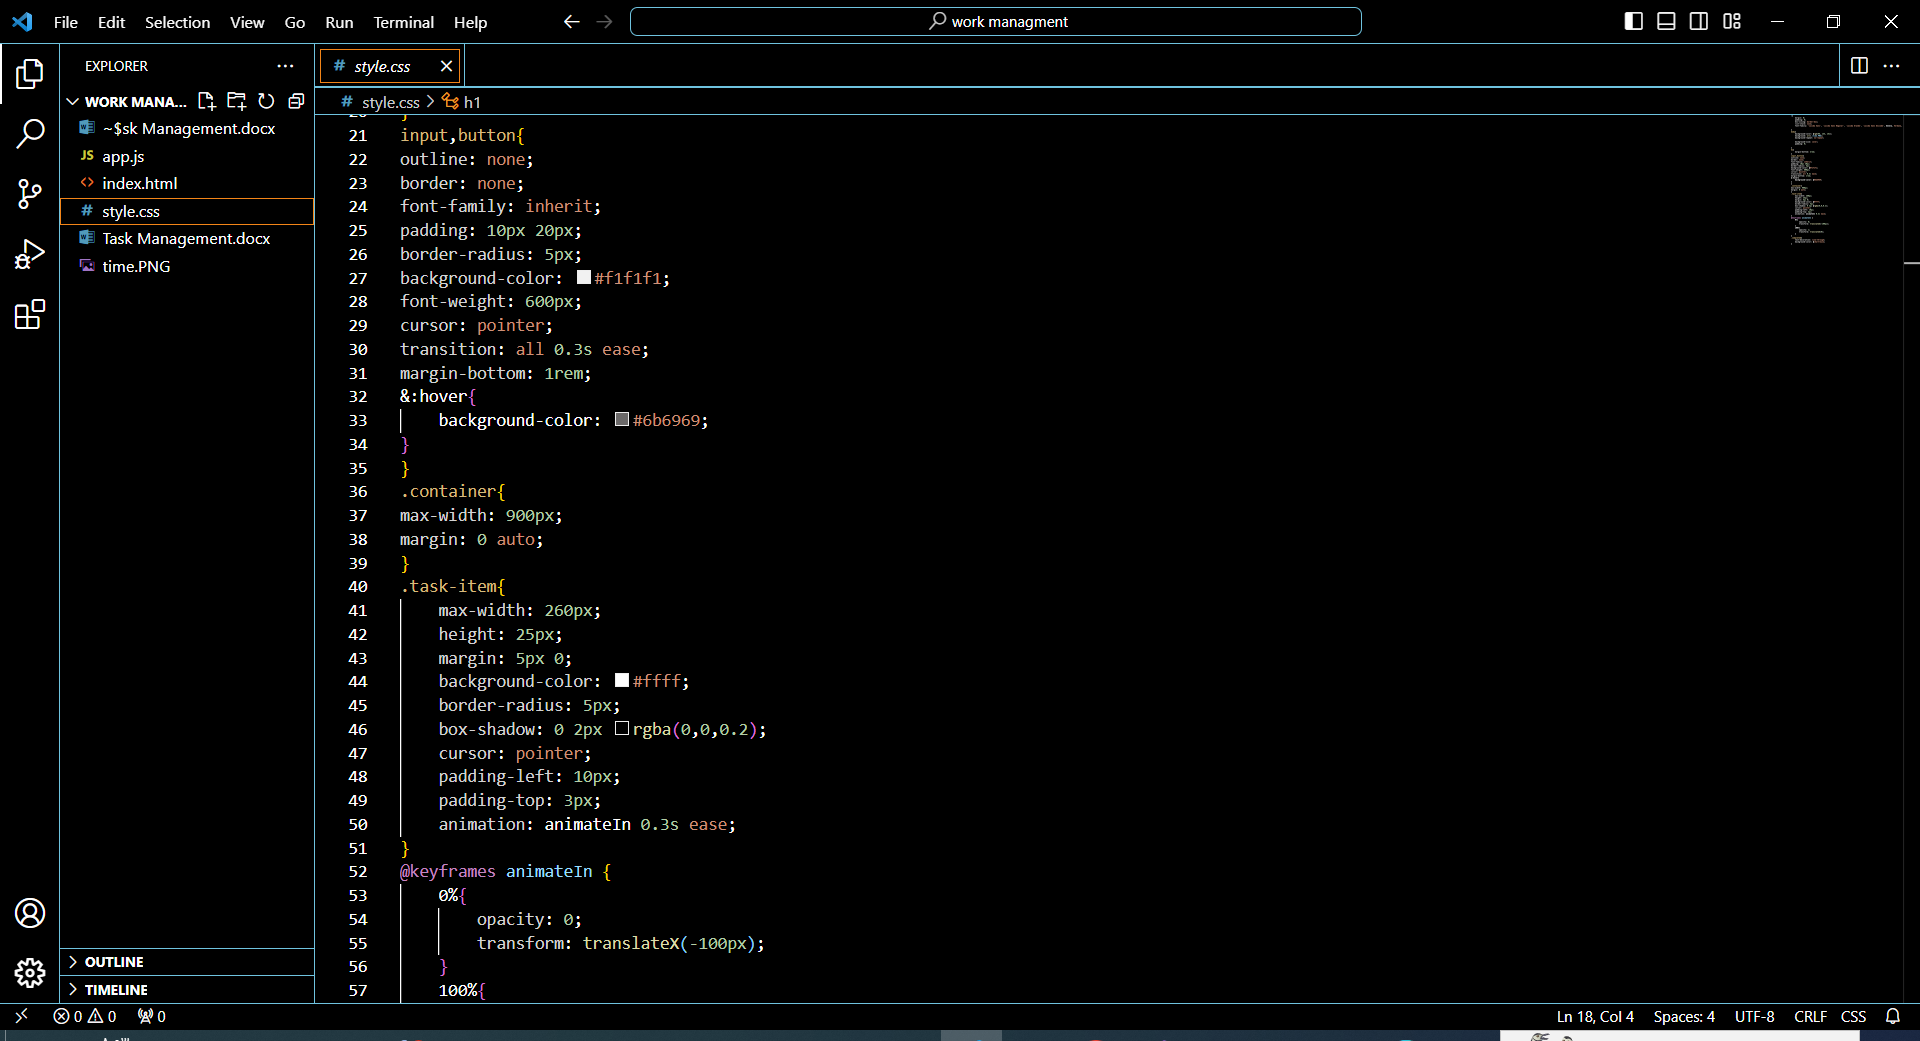 File Edit Selection View Go Run Terminal Help
work managment
EXPLORER
WORK MANA...
~$sk Management.docx
JS app.js
<> index.html
# style.css
Task Management.docx
time.PNG
OUTLINE
TIMELINE
# style.css
# style.css > h1
21 input,button{
22 outline: none;
23 border: none;
24 font-family: inherit;
25 padding: 10px 20px;
26 border-radius: 5px;
27 background-color: #f1f1f1;
28 font-weight: 600px;
29 cursor: pointer;
30 transition: all 0.3s ease;
31 margin-bottom: 1rem;
32 &:hover{
33 background-color: #6b6969;
34 }
35 }
36 .container{
37 max-width: 900px;
38 margin: 0 auto;
39 }
40 .task-item{
41 max-width: 260px;
42 height: 25px;
43 margin: 5px 0;
44 background-color: #ffff;
45 border-radius: 5px;
46 box-shadow: 0 2px rgba(0,0,0.2);
47 cursor: pointer;
48 padding-left: 10px;
49 padding-top: 3px;
50 animation: animateIn 0.3s ease;
51 }
52 @keyframes animateIn {
53 0%{
54 opacity: 0;
55 transform: translateX(-100px);
56 }
57 100%{
0 0 0
Ln 18, Col 4 Spaces: 4 UTF-8 CRLF CSS